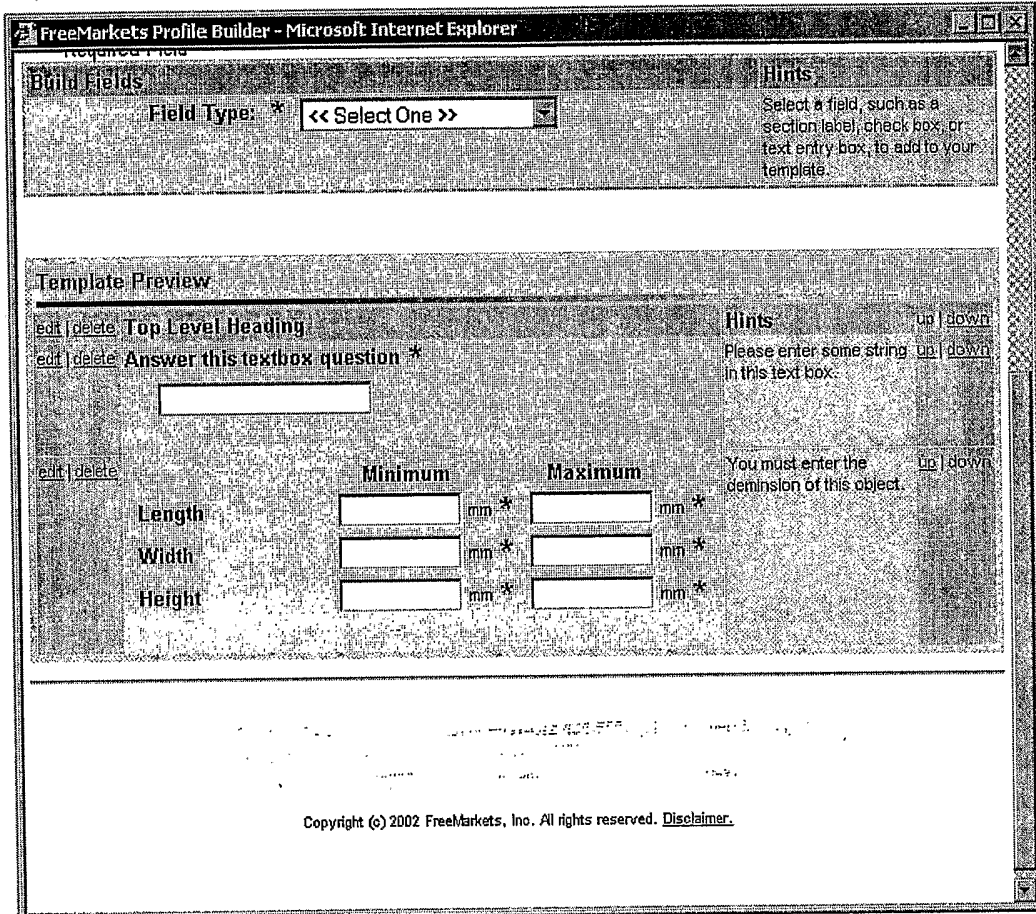 FreeMarkets Profile Builder - Microsoft Internet Explorer
Required Field
Build Fields Hints
Field Type: * << Select One >> Select a field, such as a
section label, check box, or
text entry box, to add to your
template.
Template Preview
edit | delete Top Level Heading Hints up | down
edit | delete Answer this textbox question * Please enter some string up | down
in this text box.
edit | delete Minimum Maximum You must enter the up | down
deminsion of this object.
Length mm * mm *
Width mm * mm *
Height mm * mm *
Copyright (c) 2002 FreeMarkets, Inc. All rights reserved. Disclaimer.